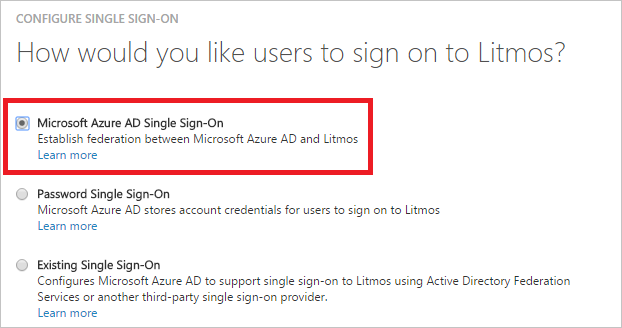 CONFIGURE SINGLE SIGN-ON
How would you like users to sign on to Litmos?
Microsoft Azure AD Single Sign-On
Establish federation between Microsoft Azure AD and Litmos
Learn more
Password Single Sign-On
Microsoft Azure AD stores account credentials for users to sign on to Litmos
Learn more
Existing Single Sign-On
Configures Microsoft Azure AD to support single sign-on to Litmos using Active Directory Federation
Services or another third-party single sign-on provider.
Learn more